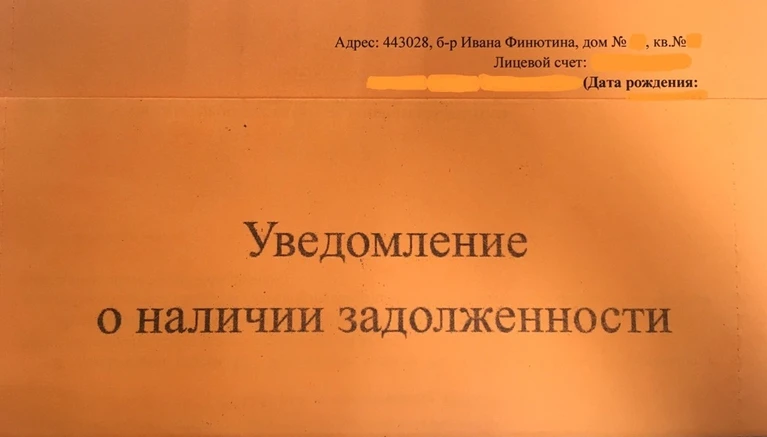 Адрес: 443028, б-р Ивана Финютина, дом № , кв.№
Лицевой счет:
(Дата рождения:
Уведомление
о наличии задолженности